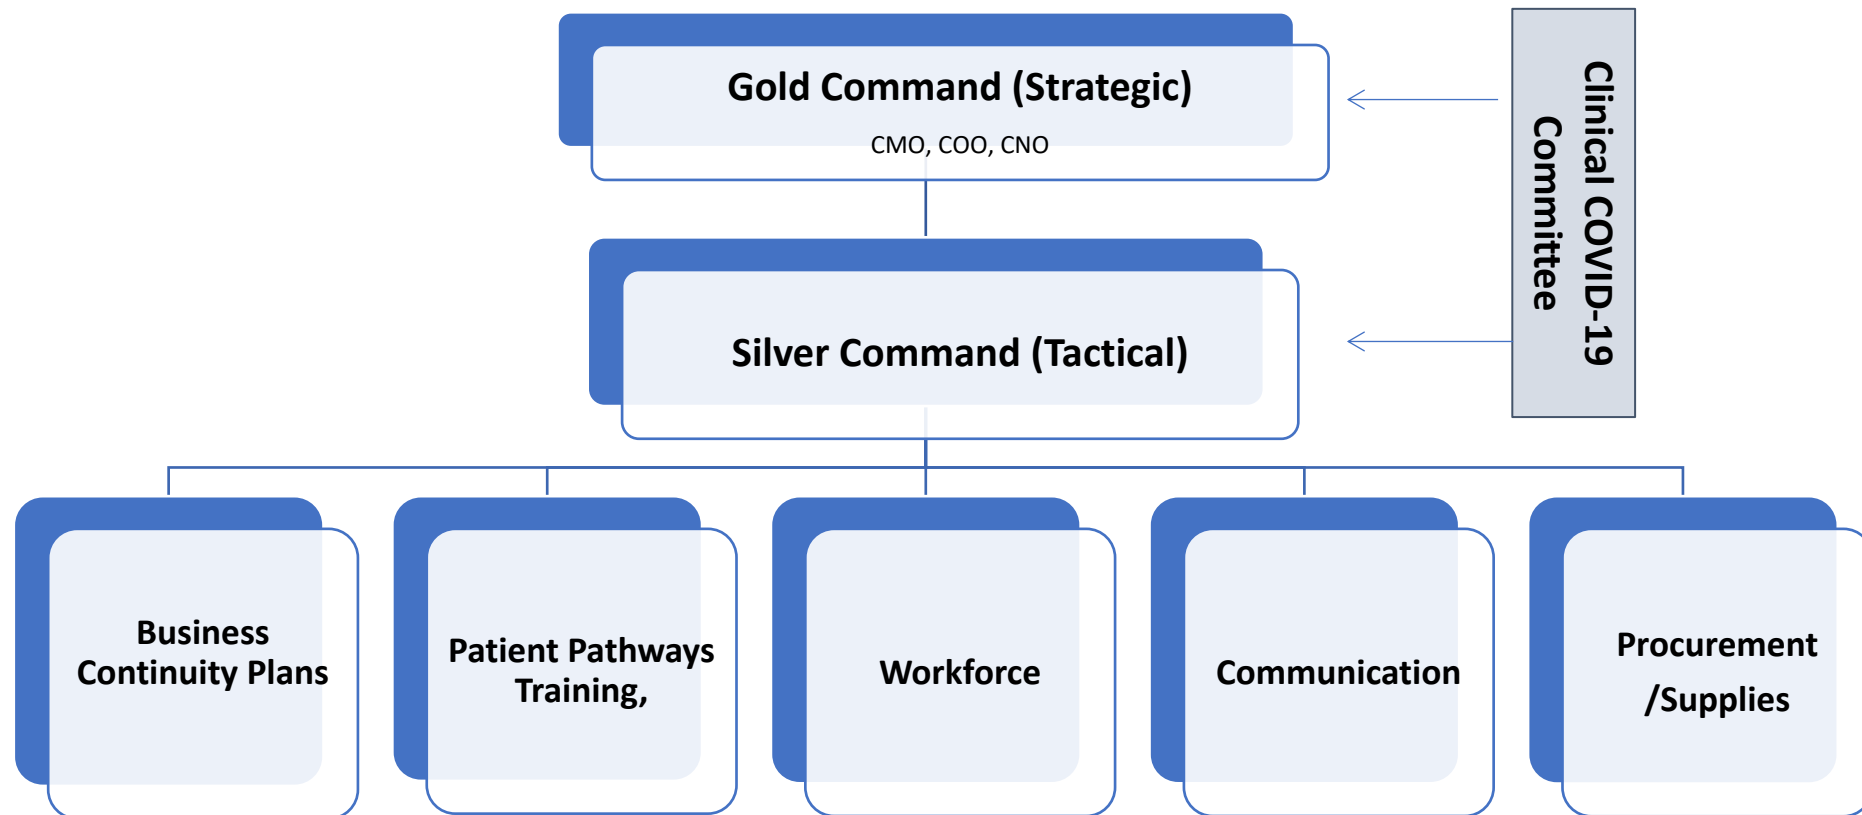 Gold Command (Strategic)
CMO, COO, CNO
Clinical COVID-19
Committee
Silver Command (Tactical)
Business
Continuity Plans
Patient Pathways
Training,
Workforce
Communication
Procurement
/Supplies